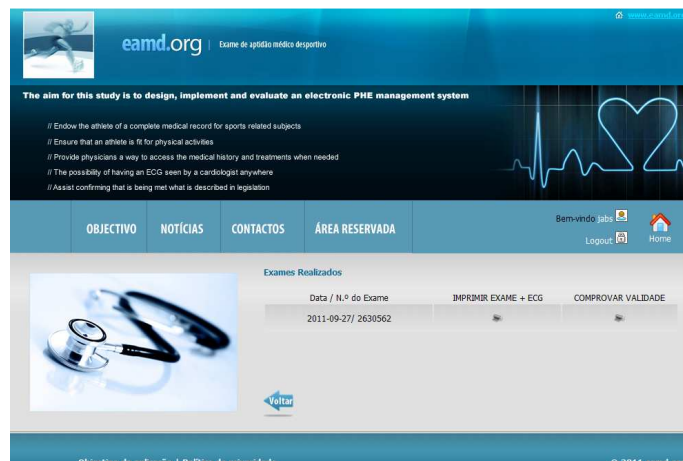 www.eamd.org
eamd.org | Exame de aptidão médico desportivo
The aim for this study is to design, implement and evaluate an electronic PHE management system
// Endow the athlete of a complete medical record for sports related subjects
// Ensure that an athlete is fit for physical activities
// Provide physicians a way to access the medical history and treatments when needed
// The possibility of having an ECG seen by a cardiologist anywhere
// Assist confirming that is being met what is described in legislation
OBJECTIVO NOTÍCIAS CONTACTOS ÁREA RESERVADA
Bem-vindo jabs
Logout
Home
Exames Realizados
Data / N.º do Exame IMPRIMIR EXAME + ECG COMPROVAR VALIDADE
2011-09-27/ 2630562
Voltar
© 2011